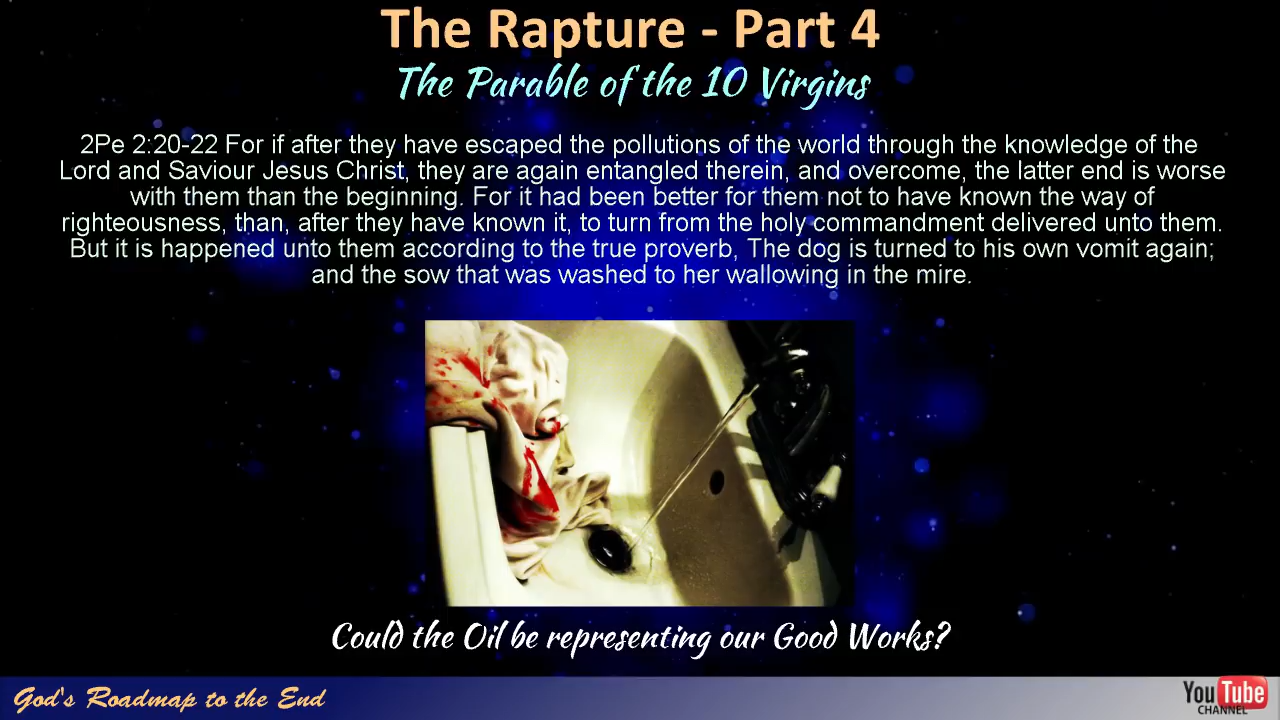 The Rapture - Part 4
The Parable of the 10 Virgins
2Pe 2:20-22 For if after they have escaped the pollutions of the world through the knowledge of the
Lord and Saviour Jesus Christ, they are again entangled therein, and overcome, the latter end is worse
with them than the beginning. For it had been better for them not to have known the way of
righteousness, than, after they have known it, to turn from the holy commandment delivered unto them.
But it is happened unto them according to the true proverb, The dog is turned to his own vomit again;
and the sow that was washed to her wallowing in the mire.
Could the Oil be representing our Good Works?
God's Roadmap to the End
YouTube
CHANNEL